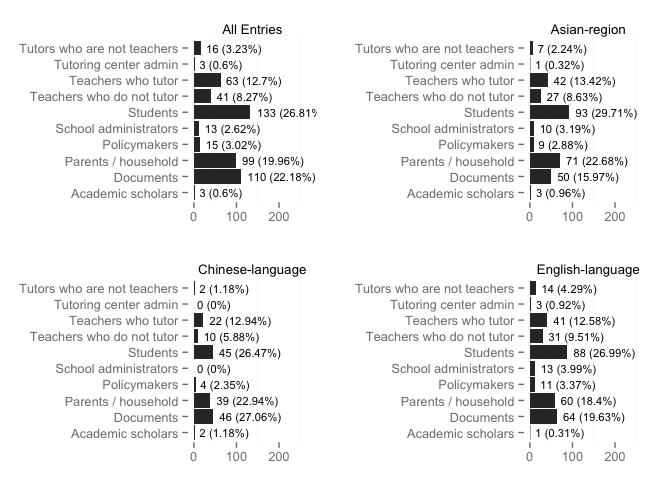 All Entries
Tutors who are not teachers 16 (3.23%)
Tutoring center admin 3 (0.6%)
Teachers who tutor 63 (12.7%)
Teachers who do not tutor 41 (8.27%)
Students 133 (26.81%
School administrators 13 (2.62%)
Policymakers 15 (3.02%)
Parents / household 99 (19.96%)
Documents 110 (22.18%)
Academic scholars 3 (0.6%)
0 100 200
Asian-region
Tutors who are not teachers 7 (2.24%)
Tutoring center admin 1 (0.32%)
Teachers who tutor 42 (13.42%)
Teachers who do not tutor 27 (8.63%)
Students 93 (29.71%)
School administrators 10 (3.19%)
Policymakers 9 (2.88%)
Parents / household 71 (22.68%)
Documents 50 (15.97%)
Academic scholars 3 (0.96%)
0 100 200
Chinese-language
Tutors who are not teachers 2 (1.18%)
Tutoring center admin 0 (0%)
Teachers who tutor 22 (12.94%)
Teachers who do not tutor 10 (5.88%)
Students 45 (26.47%)
School administrators 0 (0%)
Policymakers 4 (2.35%)
Parents / household 39 (22.94%)
Documents 46 (27.06%)
Academic scholars 2 (1.18%)
0 100 200
English-language
Tutors who are not teachers 14 (4.29%)
Tutoring center admin 3 (0.92%)
Teachers who tutor 41 (12.58%)
Teachers who do not tutor 31 (9.51%)
Students 88 (26.99%)
School administrators 13 (3.99%)
Policymakers 11 (3.37%)
Parents / household 60 (18.4%)
Documents 64 (19.63%)
Academic scholars 1 (0.31%)
0 100 200